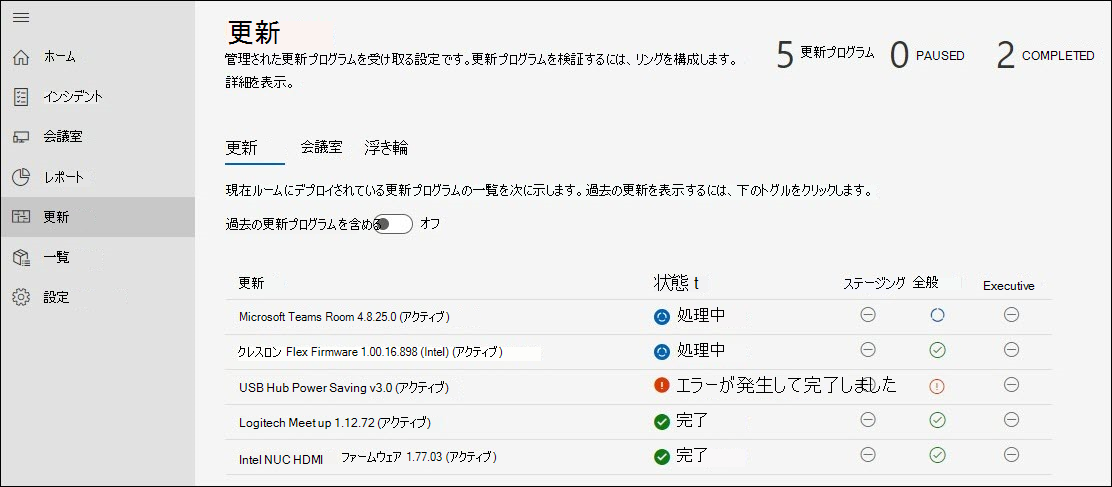 ホーム
インシデント
会議室
レポート
更新
一覧
設定
更新
管理された更新プログラムを受け取る設定です。更新プログラムを検証するには、リングを構成します。
詳細を表示。
5 更新プログラム 0 PAUSED 2 COMPLETED
更新 会議室 浮き輪
現在ルームにデプロイされている更新プログラムの一覧を次に示します。過去の更新を表示するには、下のトグルをクリックします。
過去の更新プログラムを含める オフ
更新 状態 t ステージング 全般 Executive
Microsoft Teams Room 4.8.25.0 (アクティブ) 処理中
クレスロン Flex Firmware 1.00.16.898 (Intel) (アクティブ) 処理中
USB Hub Power Saving v3.0 (アクティブ) エラーが発生して完了しました
Logitech Meet up 1.12.72 (アクティブ) 完了
Intel NUC HDMI ファームウェア 1.77.03 (アクティブ) 完了